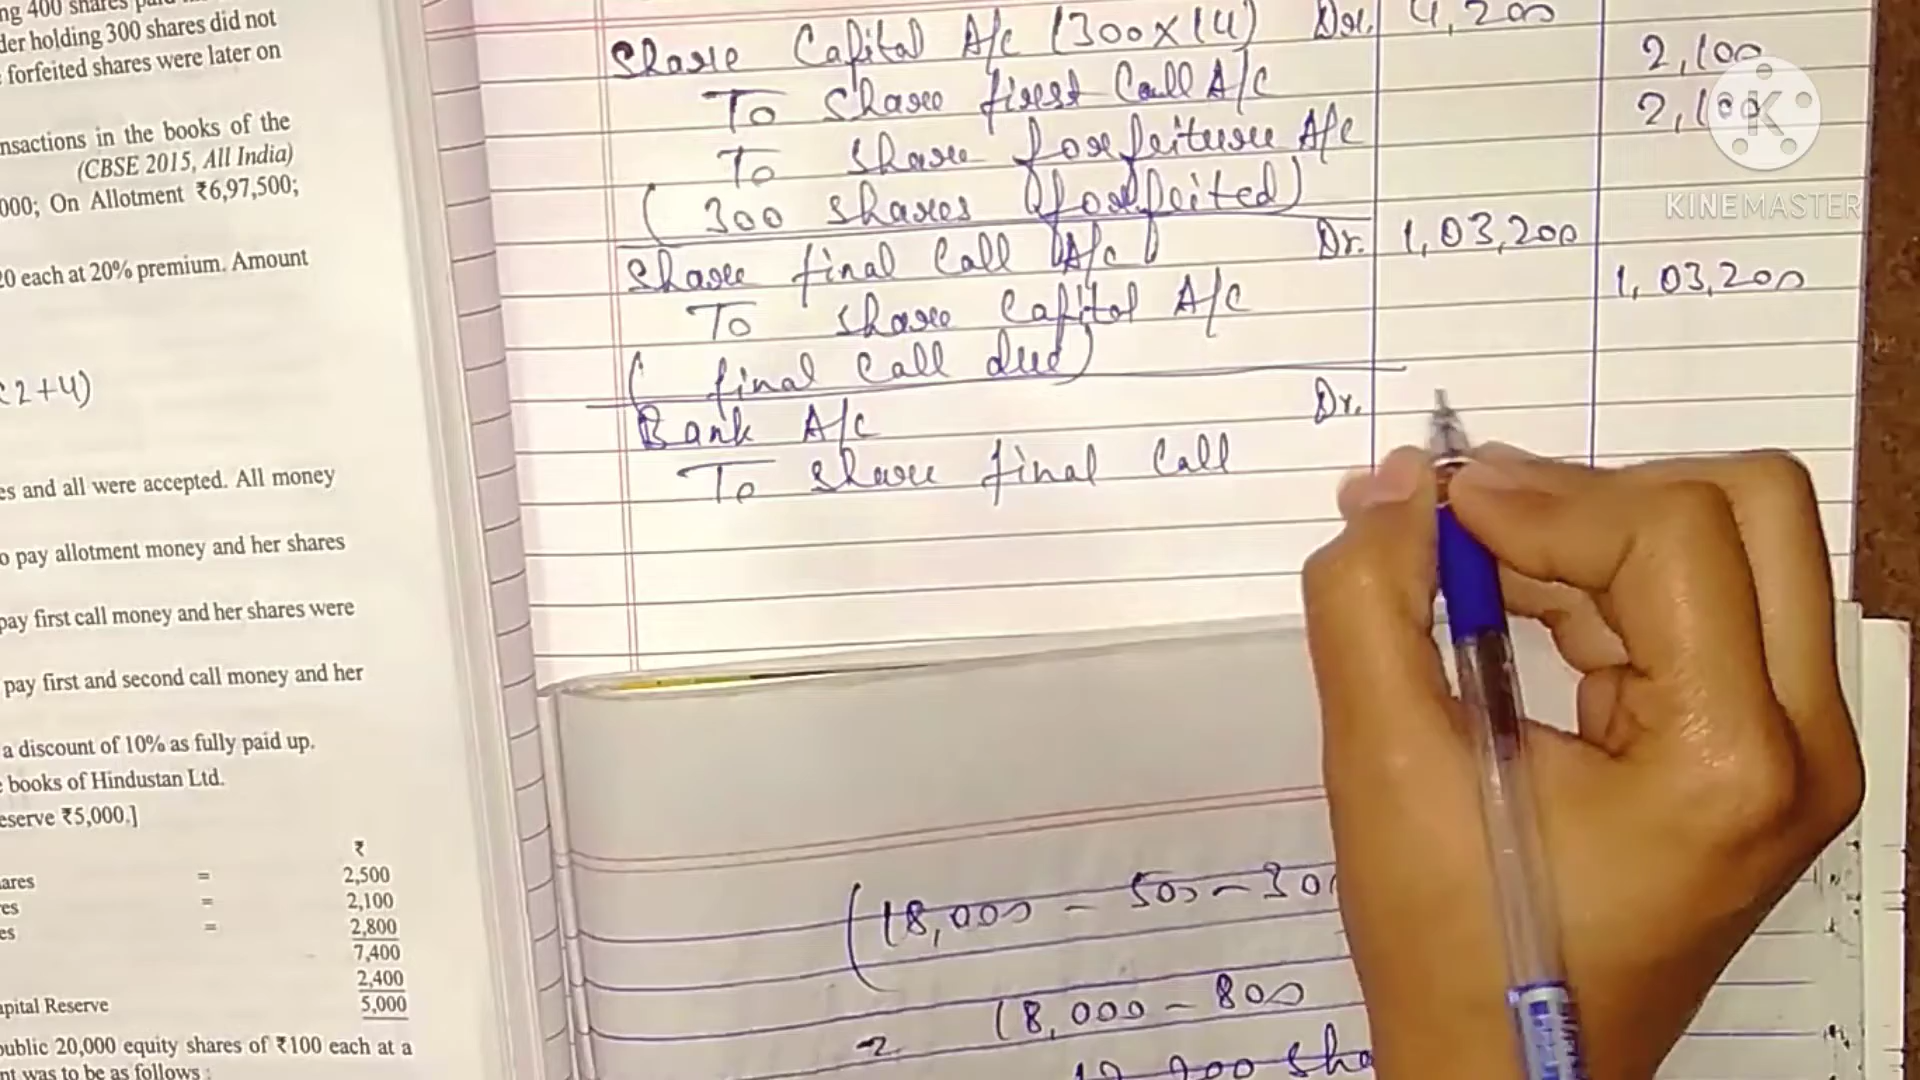 ng 400 shares
der holding 300 shares did not
forfeited shares were later on
nsactions in the books of the
(CBSE 2015, All India)
000; On Allotment ₹6,97,500;
20 each at 20% premium. Amount
2+4)
es and all were accepted. All money
o pay allotment money and her shares
pay first call money and her shares were
pay first and second call money and her
a discount of 10% as fully paid up.
books of Hindustan Ltd.
eserve ₹5,000.]
₹
ares = 2,500
res = 2,100
es = 2,800
7,400
2,400
apital Reserve 5,000
public 20,000 equity shares of ₹100 each at a
nt was to be as follows :
Share Capital A/c (300×14) Dr. 4,200
To Share first Call A/c 2,100
To Share forfeiture A/c 2,100
( 300 shares forfeited)
Share final Call A/c Dr. 1,03,200
To Share Capital A/c 1,03,200
( final Call due)
Bank A/c Dr.
To Share final Call
(18,000 - 500 - 300
= 18,000 - 800
K
KINEMASTER